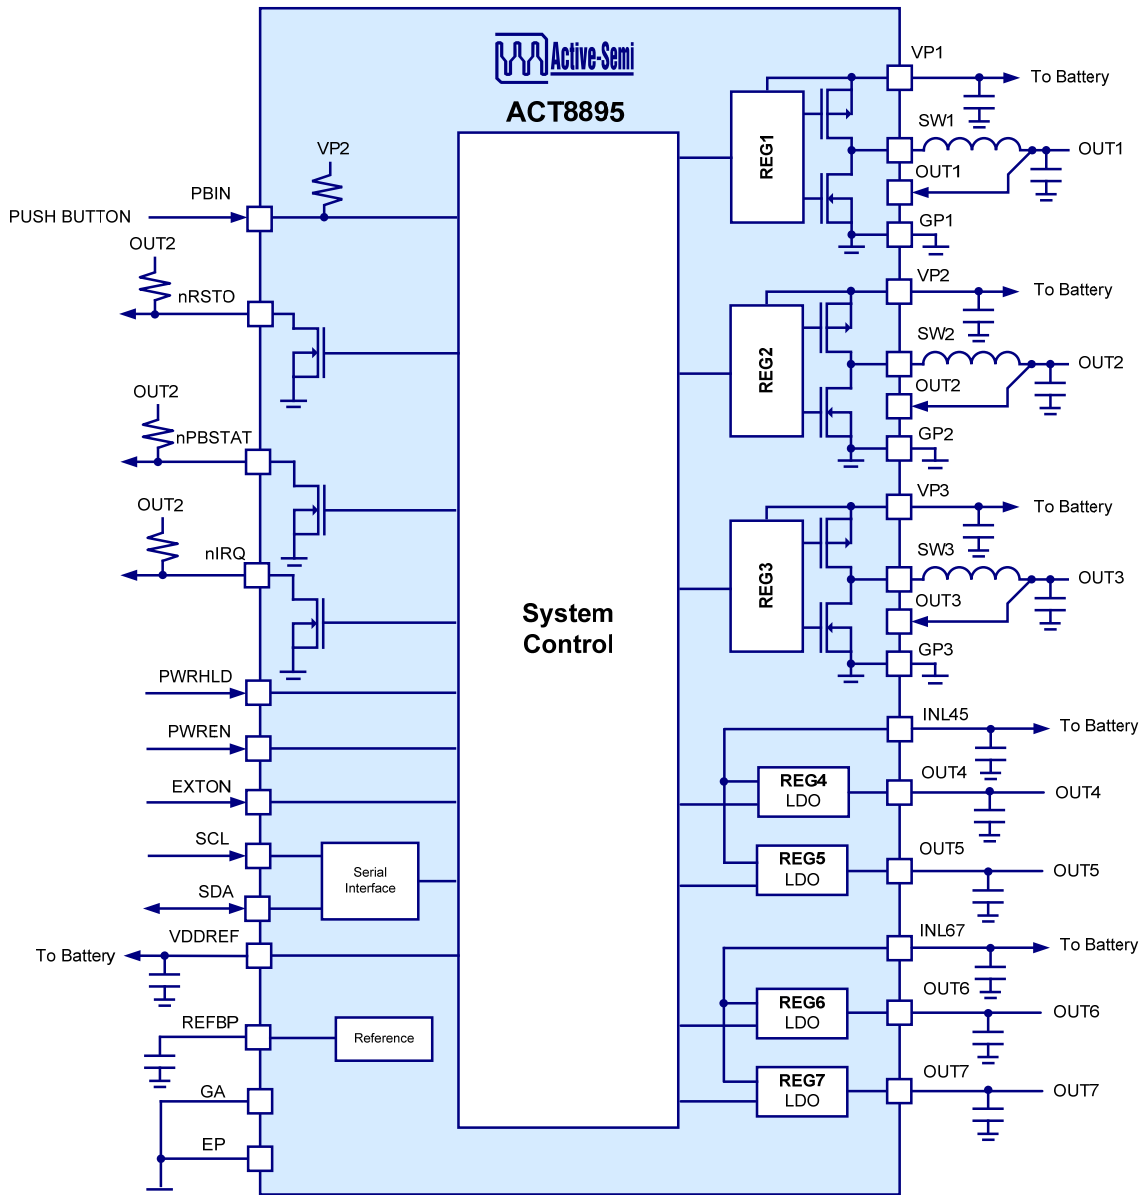 Active-Semi
ACT8895
VP2
PBIN
PUSH BUTTON
OUT2
nRSTO
OUT2
nPBSTAT
OUT2
nIRQ
PWRHLD
PWREN
EXTON
SCL
SDA
Serial
Interface
VDDREF
To Battery
REFBP
Reference
GA
EP
System
Control
VP1
To Battery
REG1
SW1
OUT1
OUT1
GP1
VP2
To Battery
REG2
SW2
OUT2
OUT2
GP2
VP3
To Battery
REG3
SW3
OUT3
OUT3
GP3
INL45
To Battery
REG4
LDO
OUT4
OUT4
REG5
LDO
OUT5
OUT5
INL67
To Battery
REG6
LDO
OUT6
OUT6
REG7
LDO
OUT7
OUT7